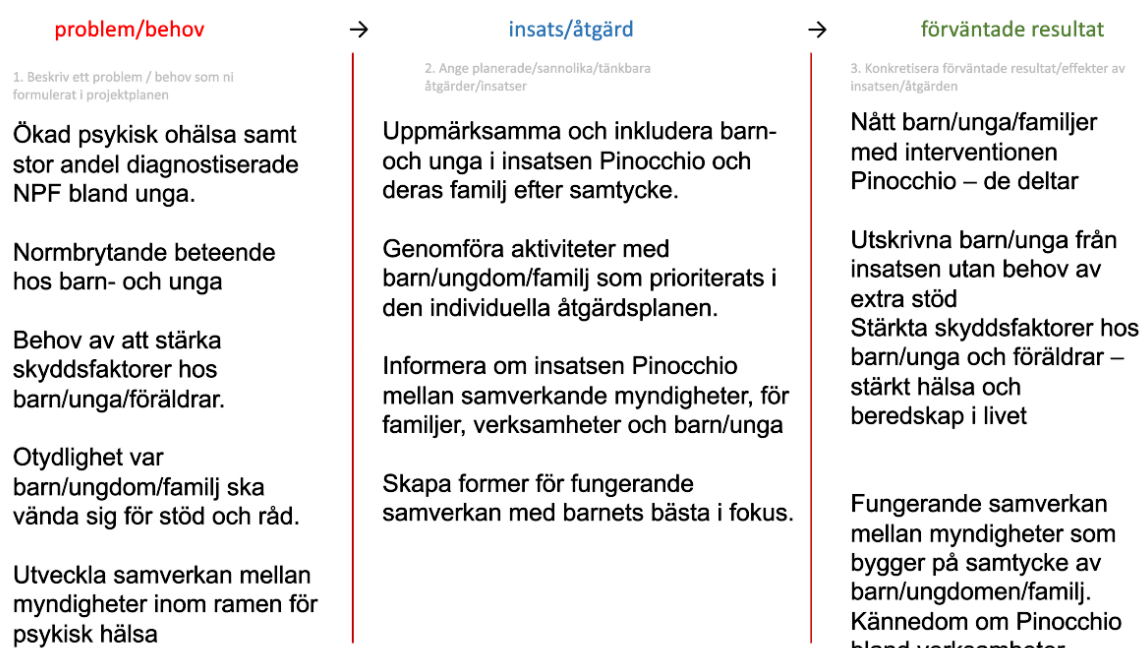 problem/behov → insats/åtgärd → förväntade resultat
1. Beskriv ett problem / behov som ni
formulerat i projektplanen
Ökad psykisk ohälsa samt
stor andel diagnostiserade
NPF bland unga.
Normbrytande beteende
hos barn- och unga
Behov av att stärka
skyddsfaktorer hos
barn/unga/föräldrar.
Otydlighet var
barn/ungdom/familj ska
vända sig för stöd och råd.
Utveckla samverkan mellan
myndigheter inom ramen för
psykisk hälsa
2. Ange planerade/sannolika/tänkbara
åtgärder/insatser
Uppmärksamma och inkludera barn-
och unga i insatsen Pinocchio och
deras familj efter samtycke.
Genomföra aktiviteter med
barn/ungdom/familj som prioriterats i
den individuella åtgärdsplanen.
Informera om insatsen Pinocchio
mellan samverkande myndigheter, för
familjer, verksamheter och barn/unga
Skapa former för fungerande
samverkan med barnets bästa i fokus.
3. Konkretisera förväntade resultat/effekter av
insatsen/åtgärden
Nått barn/unga/familjer
med interventionen
Pinocchio – de deltar
Utskrivna barn/unga från
insatsen utan behov av
extra stöd
Stärkta skyddsfaktorer hos
barn/unga och föräldrar –
stärkt hälsa och
beredskap i livet
Fungerande samverkan
mellan myndigheter som
bygger på samtycke av
barn/ungdomen/familj.
Kännedom om Pinocchio
bland verksamheter